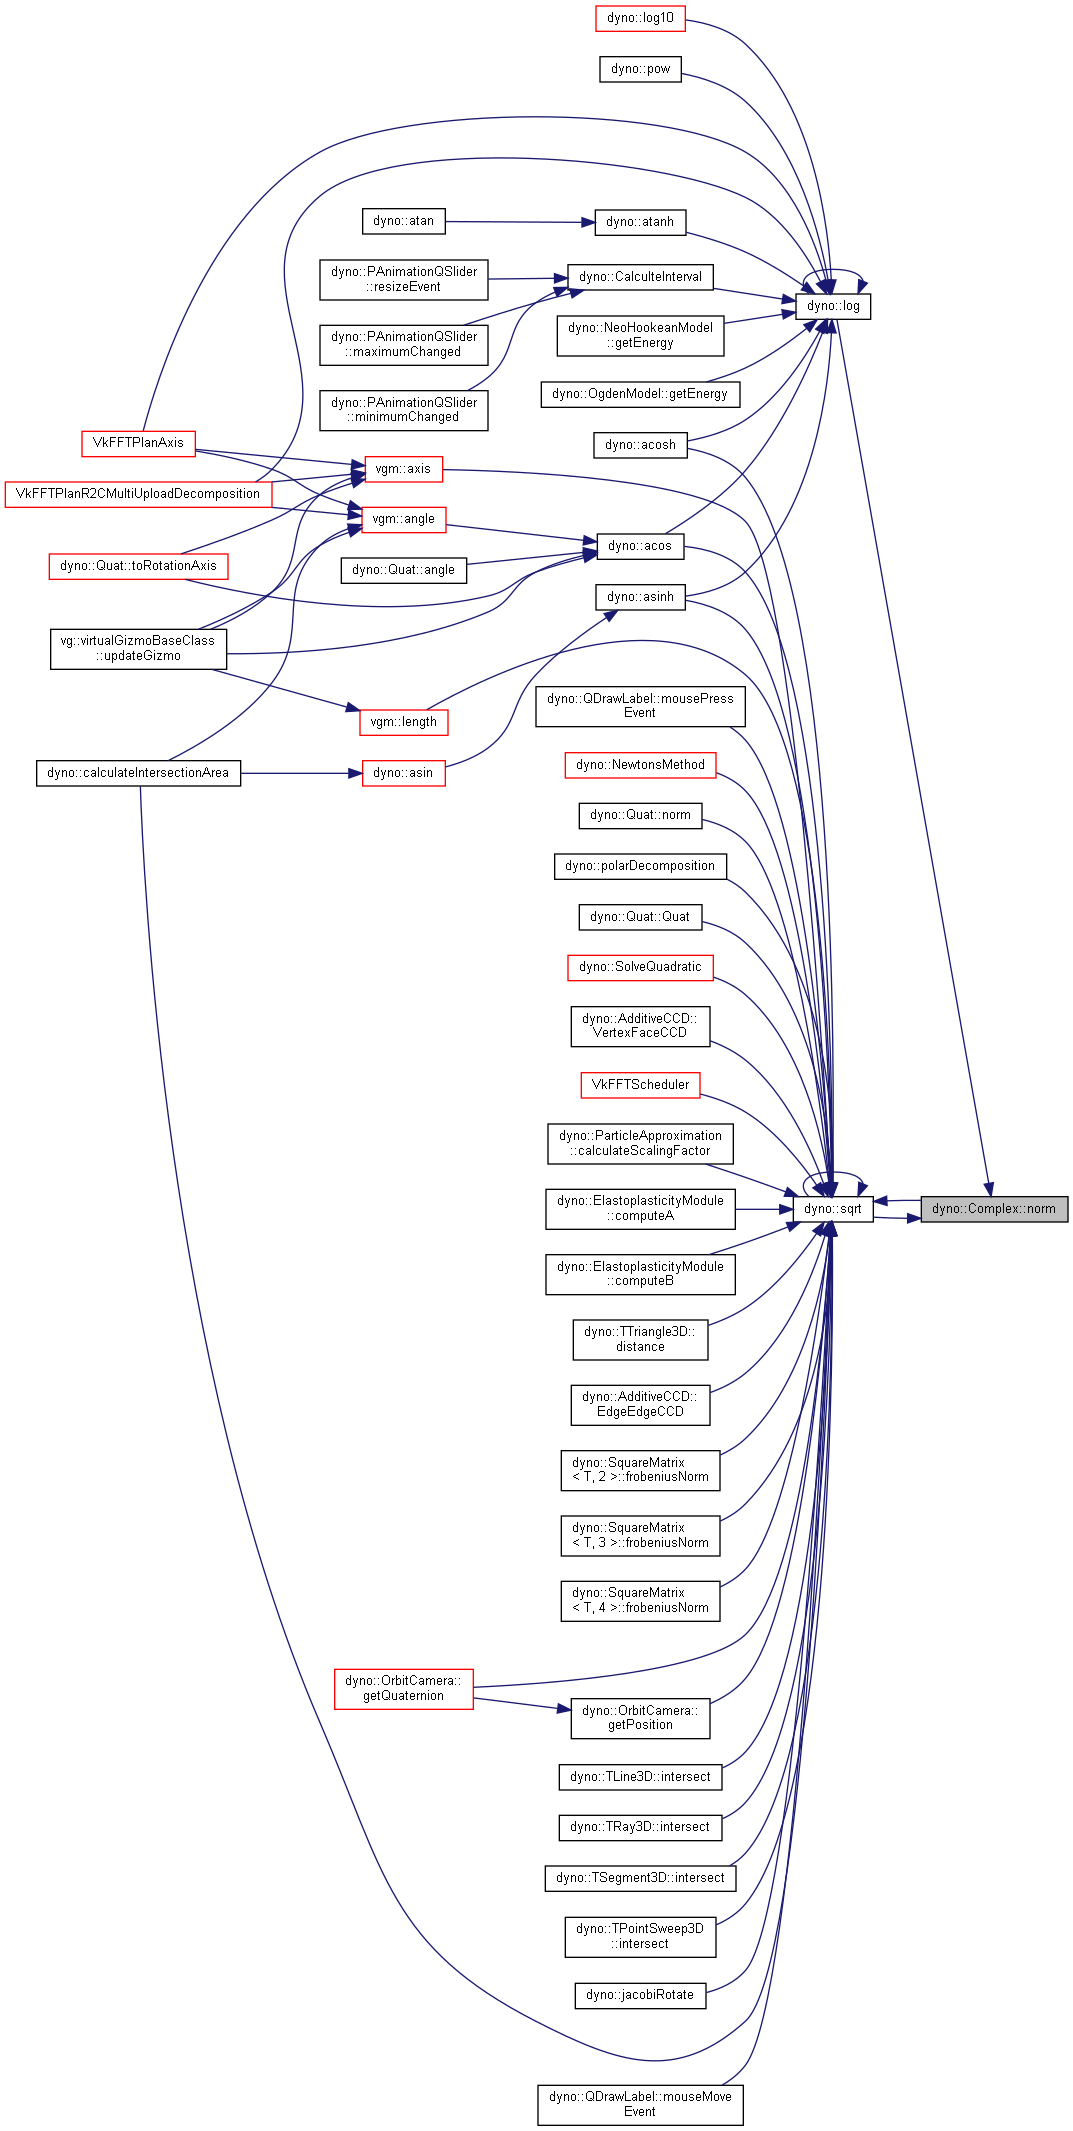 dyno::log10
dyno::pow
dyno::atan
dyno::atanh
dyno::PAnimationQSlider
::resizeEvent
dyno::CalculteInterval
dyno::log
dyno::NeoHookeanModel
::getEnergy
dyno::PAnimationQSlider
::maximumChanged
dyno::OgdenModel::getEnergy
dyno::PAnimationQSlider
::minimumChanged
VkFFTPlanAxis
dyno::acosh
vgm::axis
VkFFTPlanR2CMultiUploadDecomposition
vgm::angle
dyno::acos
dyno::Quat::toRotationAxis
dyno::Quat::angle
dyno::asinh
vg::virtualGizmoBaseClass
::updateGizmo
dyno::QDrawLabel::mousePress
Event
vgm::length
dyno::NewtonsMethod
dyno::calculateIntersectionArea
dyno::asin
dyno::Quat::norm
dyno::polarDecomposition
dyno::Quat::Quat
dyno::SolveQuadratic
dyno::AdditiveCCD::
VertexFaceCCD
VkFFTScheduler
dyno::ParticleApproximation
::calculateScalingFactor
dyno::ElastoplasticityModule
::computeA
dyno::sqrt
dyno::Complex::norm
dyno::ElastoplasticityModule
::computeB
dyno::TTriangle3D::
distance
dyno::AdditiveCCD::
EdgeEdgeCCD
dyno::SquareMatrix
< T, 2 >::frobeniusNorm
dyno::SquareMatrix
< T, 3 >::frobeniusNorm
dyno::SquareMatrix
< T, 4 >::frobeniusNorm
dyno::OrbitCamera::
getQuaternion
dyno::OrbitCamera::
getPosition
dyno::TLine3D::intersect
dyno::TRay3D::intersect
dyno::TSegment3D::intersect
dyno::TPointSweep3D
::intersect
dyno::jacobiRotate
dyno::QDrawLabel::mouseMove
Event